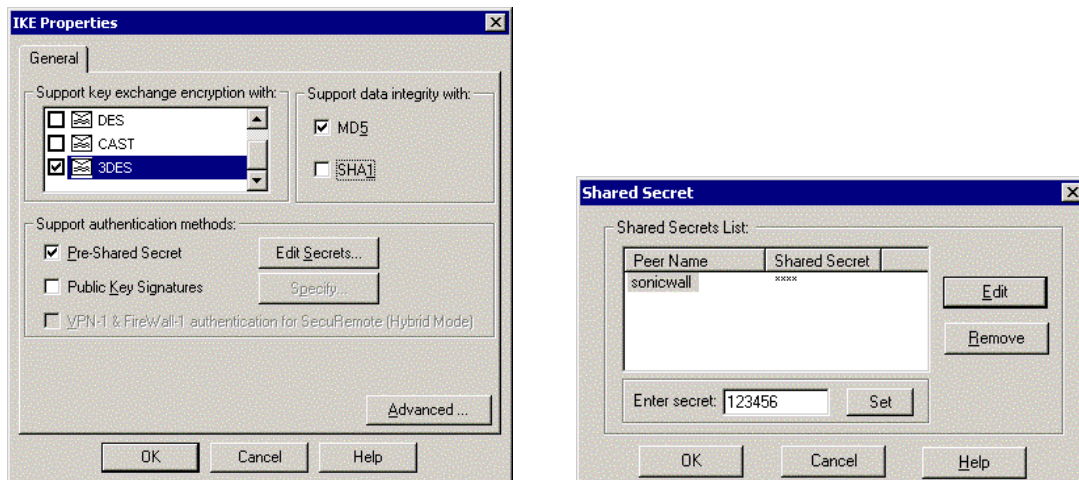 IKE Properties
General
Support key exchange encryption with:
DES
CAST
3DES
Support data integrity with:
MD5
SHA1
Support authentication methods:
Pre-Shared Secret
Edit Secrets...
Public Key Signatures
Specify...
VPN-1 & FireWall-1 authentication for SecuRemote (Hybrid Mode)
Advanced ...
OK Cancel Help
Shared Secret
Shared Secrets List:
Peer Name Shared Secret
sonicwall ****
Edit
Remove
Enter secret: 123456 Set
OK Cancel Help